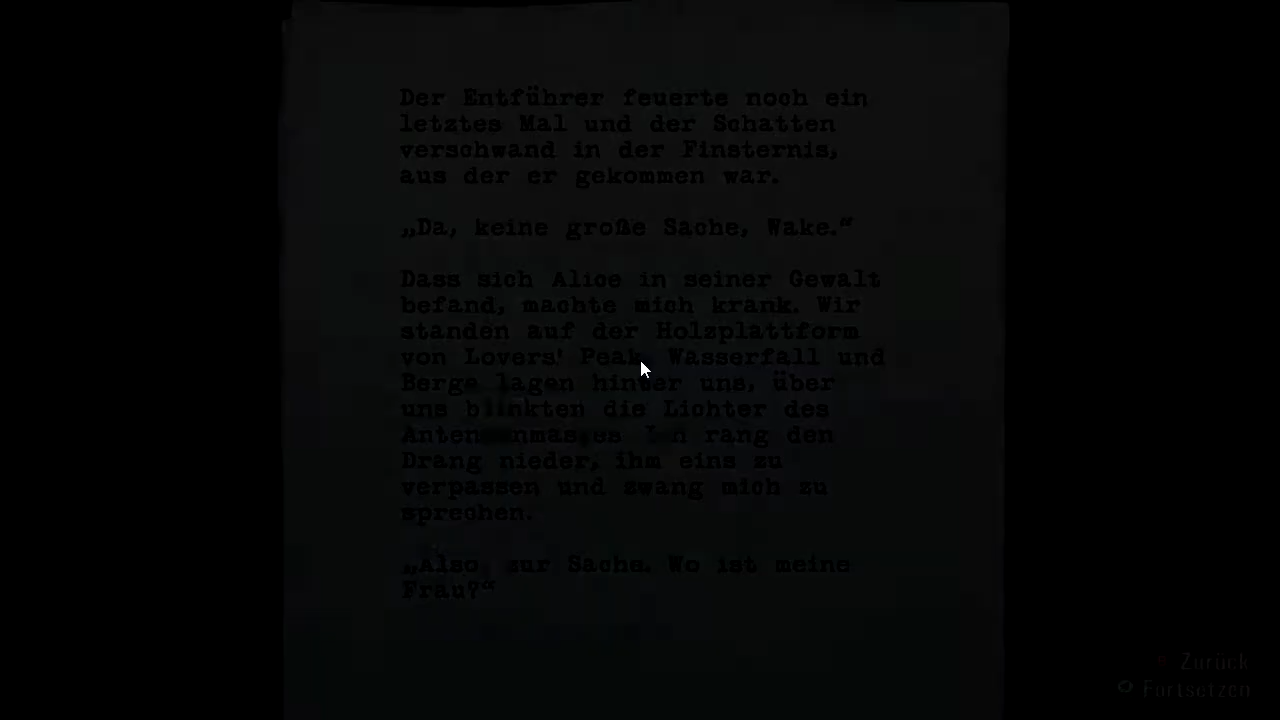 Der Entführer feuerte noch ein
letztes Mal und der Schatten
verschwand in der Finsternis,
aus der er gekommen war.
„Da, keine große Sache, Wake.“
Dass sich Alice in seiner Gewalt
befand, machte mich krank. Wir
standen auf der Holzplattform
von Lovers' Peak. Wasserfall und
Berge lagen hinter uns, über
uns blinkten die Lichter des
Antennenmastes. Ich rang den
Drang nieder, ihm eins zu
verpassen und zwang mich zu
sprechen.
„Also, zur Sache. Wo ist meine
Frau?“
Zurück
Fortsetzen